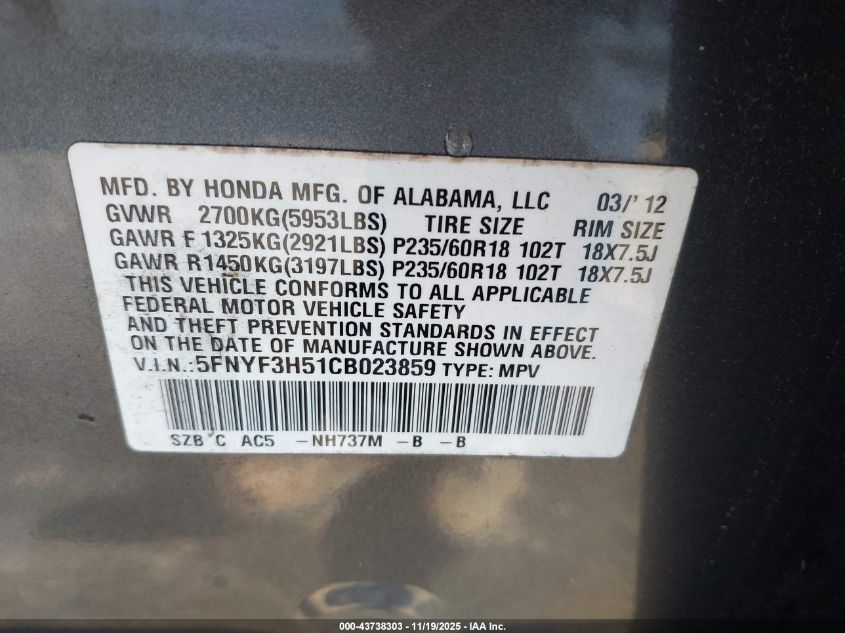 MFD. BY HONDA MFG. OF ALABAMA, LLC 03/' 12
GVWR 2700KG(5953LBS) TIRE SIZE RIM SIZE
GAWR F 1325KG(2921LBS) P235/60R18 102T 18X7.5J
GAWR R1450KG(3197LBS) P235/60R18 102T 18X7.5J
THIS VEHICLE CONFORMS TO ALL APPLICABLE
FEDERAL MOTOR VEHICLE SAFETY
AND THEFT PREVENTION STANDARDS IN EFFECT
ON THE DATE OF MANUFACTURE SHOWN ABOVE.
V.I.N.:5FNYF3H51CB023859 TYPE: MPV
SZB C AC5 -NH737M -B -B
000-43738303 - 11/19/2025 - IAA Inc.